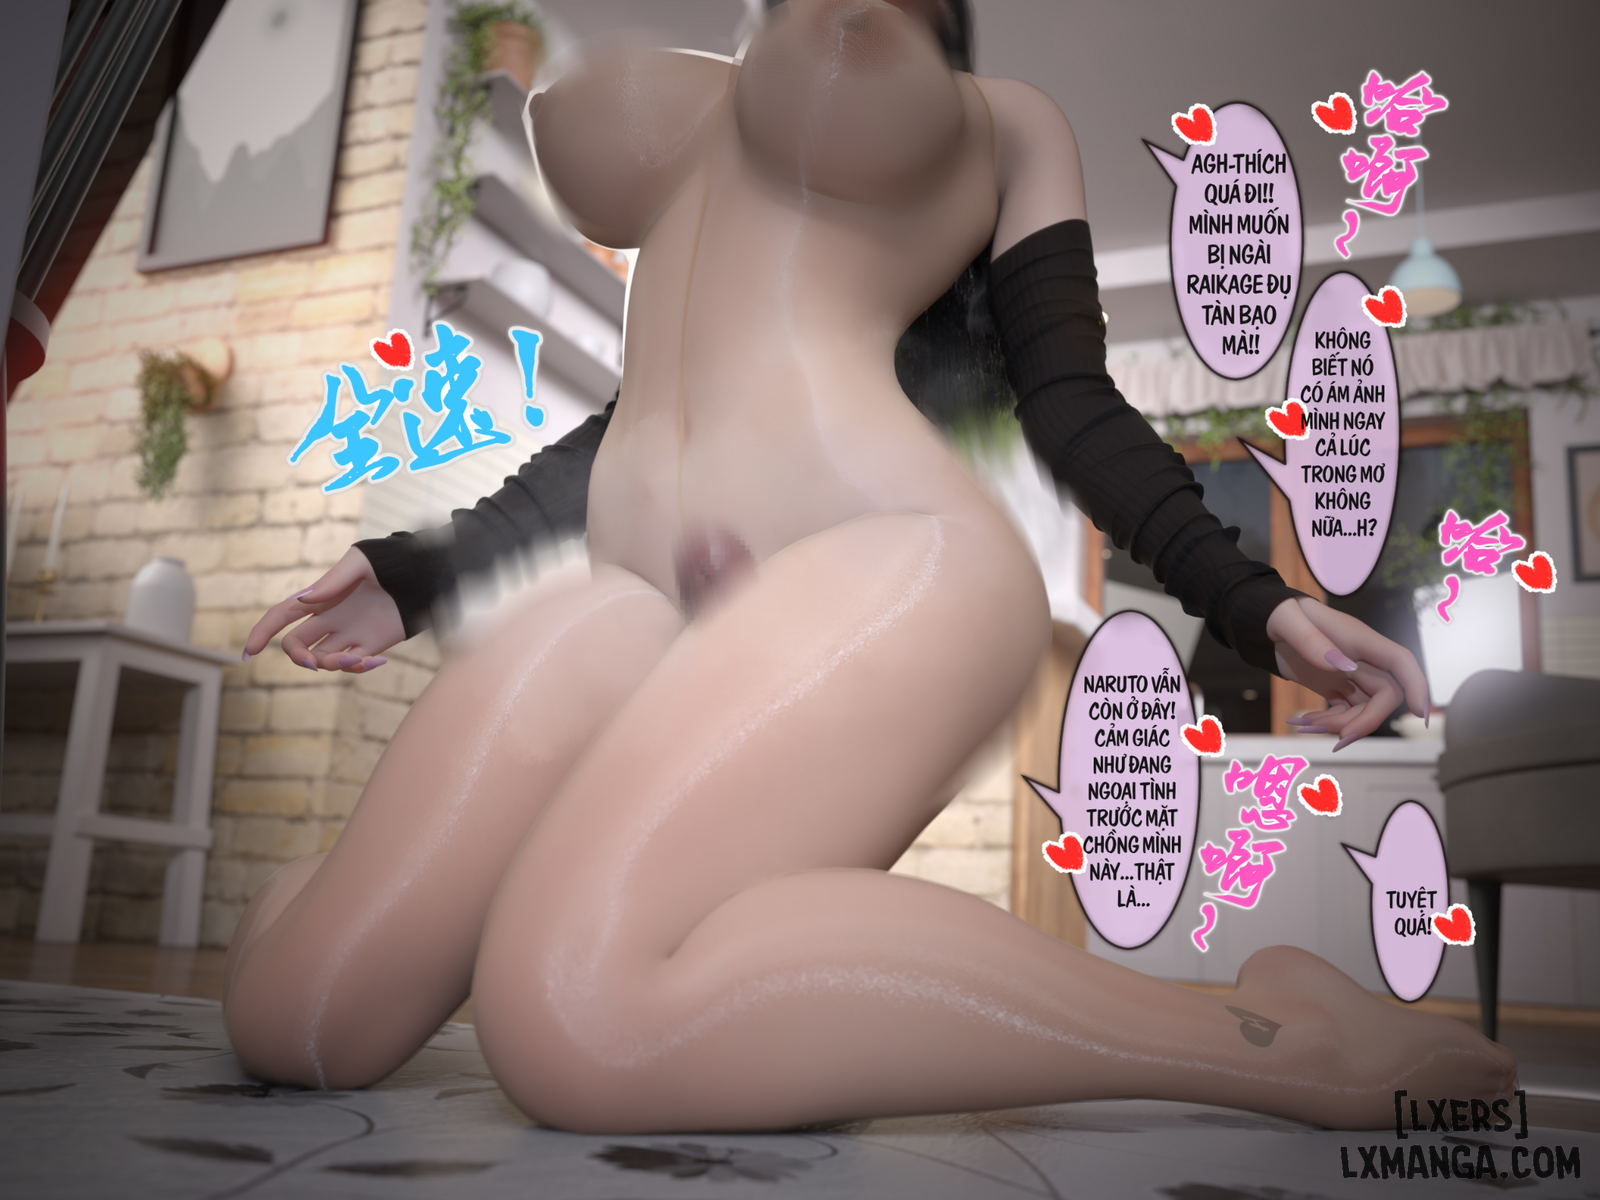 哈
啊
~
AGH-THÍCH
QUÁ ĐI!!
MÌNH MUỐN
BỊ NGÀI
RAIKAGE ĐỤ
TÀN BẠO
MÀ!!
KHÔNG
BIẾT NÓ
CÓ ÁM ẢNH
MÌNH NGAY
CẢ LÚC
TRONG MƠ
KHÔNG
NỮA...H?
全速!
哈
~
NARUTO VẪN
CÒN Ở ĐÂY!
CẢM GIÁC
NHƯ ĐANG
NGOẠI TÌNH
TRƯỚC MẶT
CHỒNG MÌNH
NÀY...THẬT
LÀ...
嗯
啊
~
TUYỆT
QUÁ!
[LXERS]
LXMANGA.COM